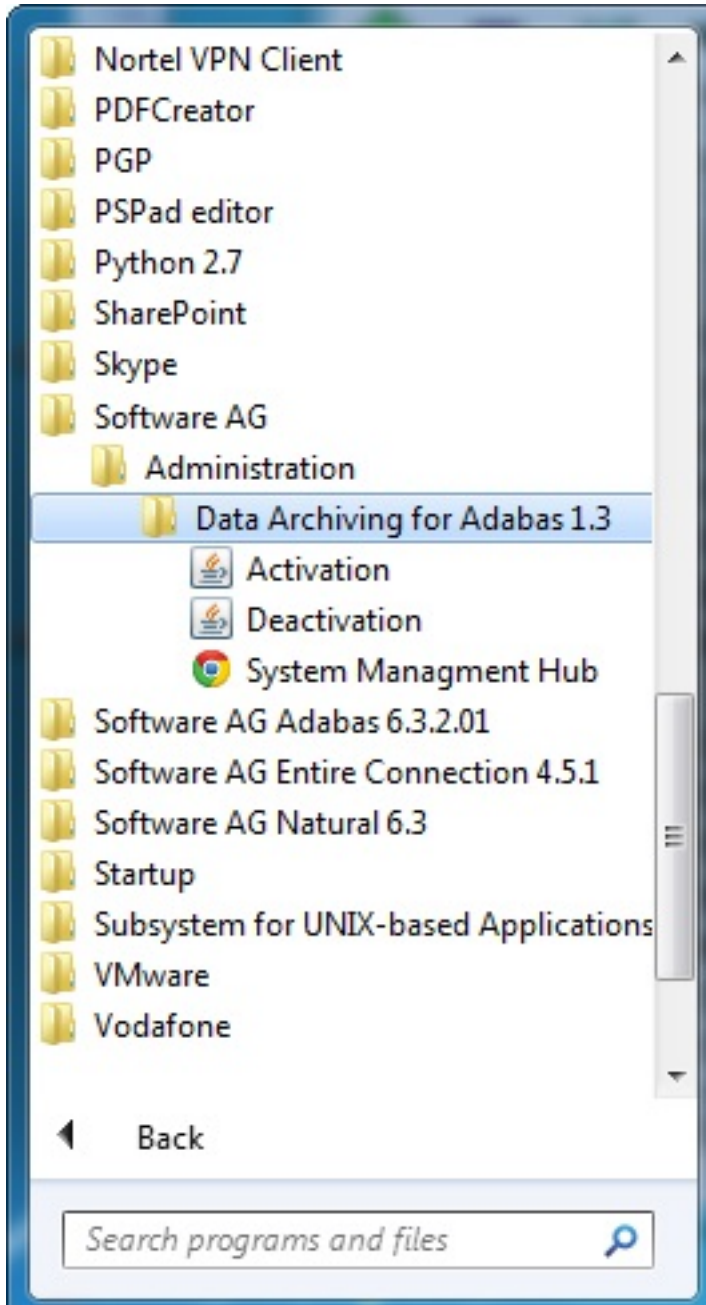 Nortel VPN Client
PDFCreator
PGP
PSPad editor
Python 2.7
SharePoint
Skype
Software AG
Administration
Data Archiving for Adabas 1.3
Activation
Deactivation
System Managment Hub
Software AG Adabas 6.3.2.01
Software AG Entire Connection 4.5.1
Software AG Natural 6.3
Startup
Subsystem for UNIX-based Applications
VMware
Vodafone
Back
Search programs and files